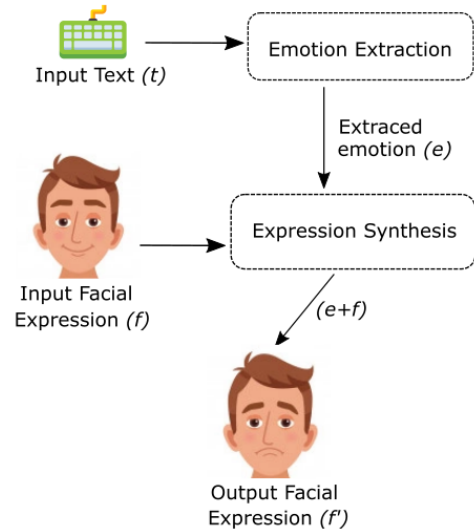 Input Text (t)
Emotion Extraction
Extraced
emotion (e)
Expression Synthesis
Input Facial
Expression (f)
(e+f)
Output Facial
Expression (f')